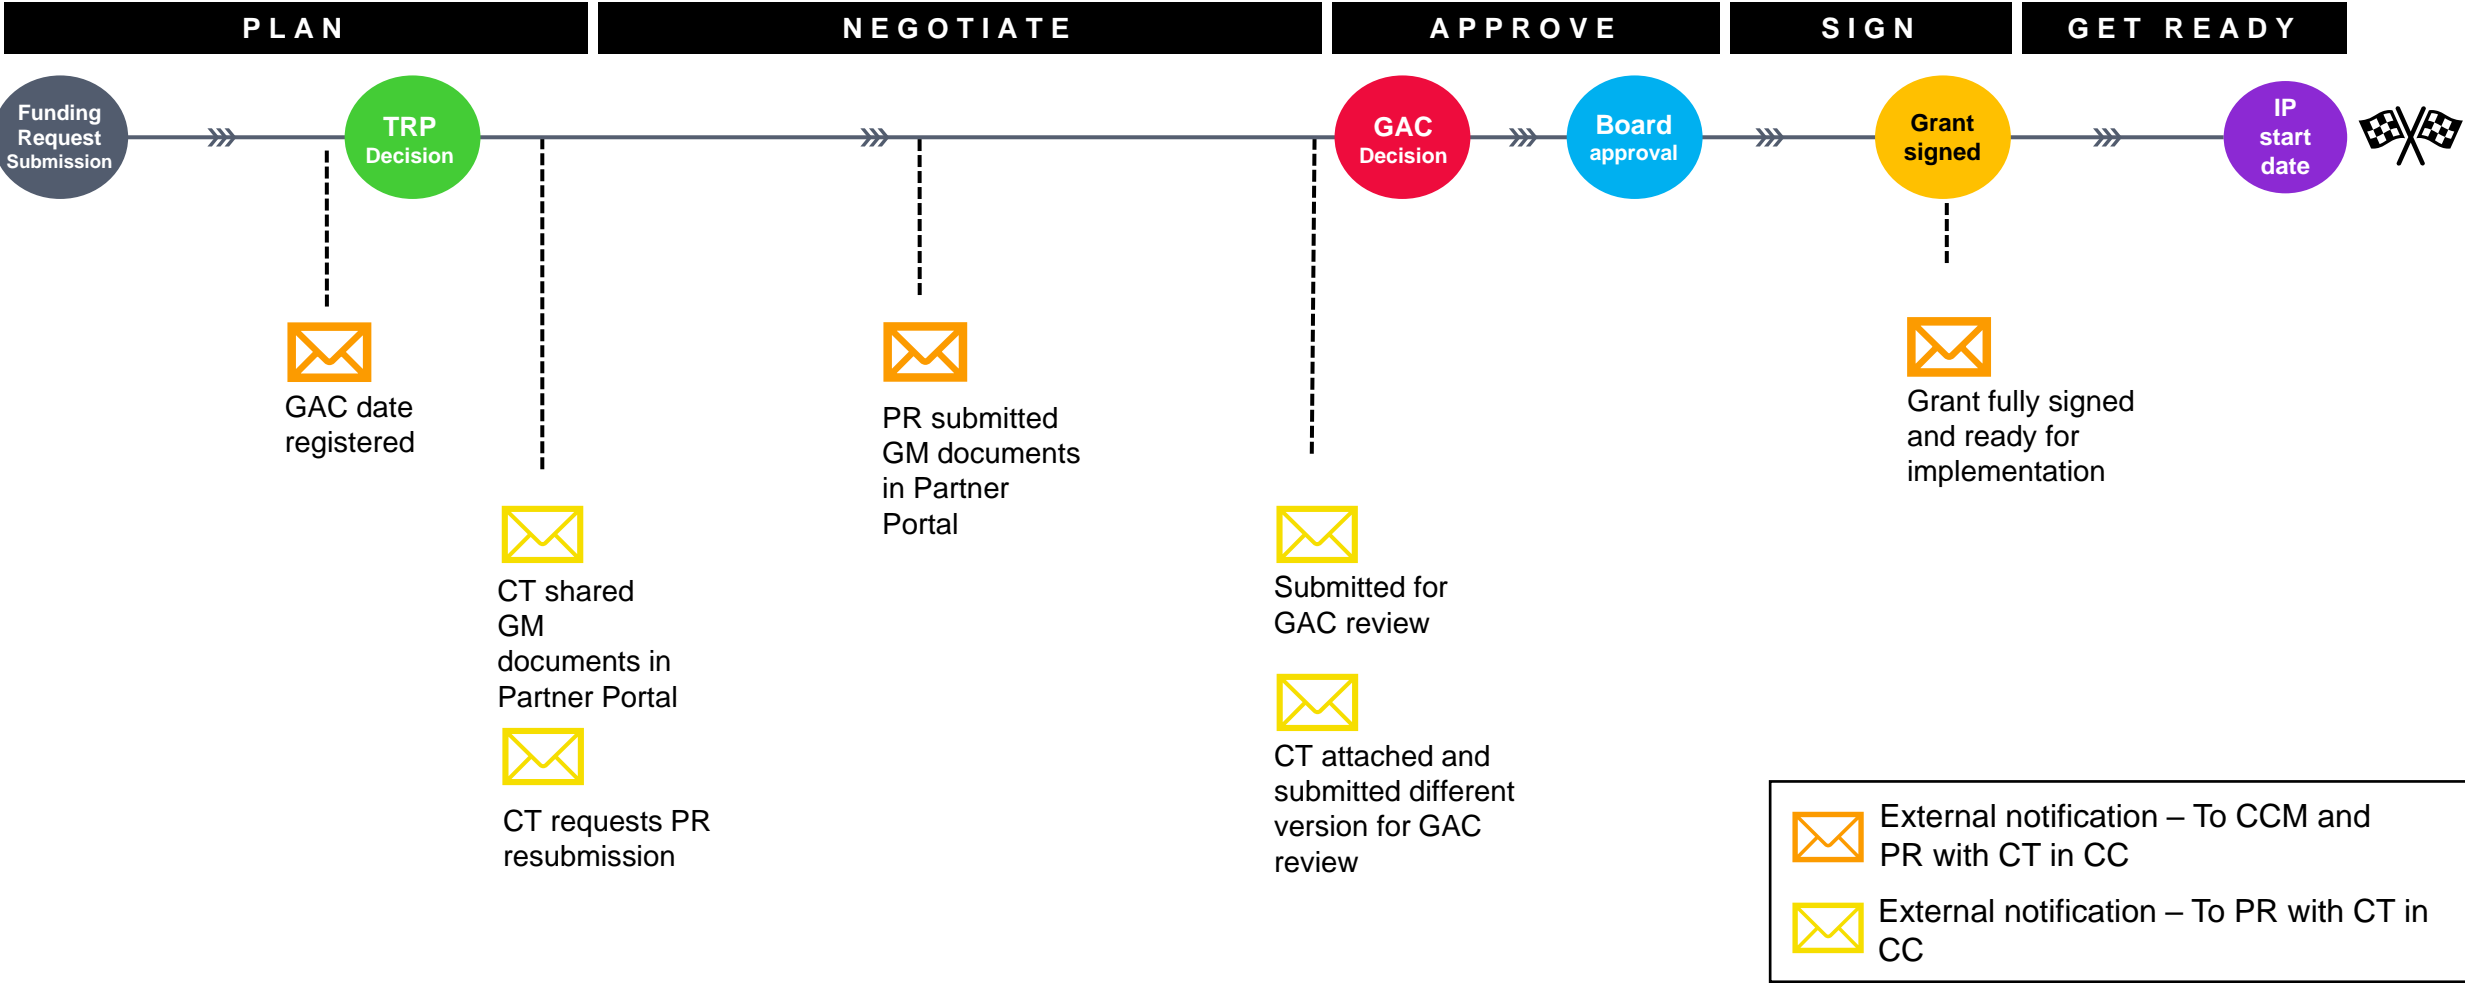 PLAN
NEGOTIATE
APPROVE
SIGN
GET READY
Funding
Request
Submission
TRP
Decision
GAC
Decision
Board
approval
Grant
signed
IP
start
date
GAC date
registered
CT shared
GM
documents in
Partner Portal
CT requests PR
resubmission
PR submitted
GM documents
in Partner
Portal
Submitted for
GAC review
CT attached and
submitted different
version for GAC
review
Grant fully signed
and ready for
implementation
External notification – To CCM and
PR with CT in CC
External notification – To PR with CT in
CC